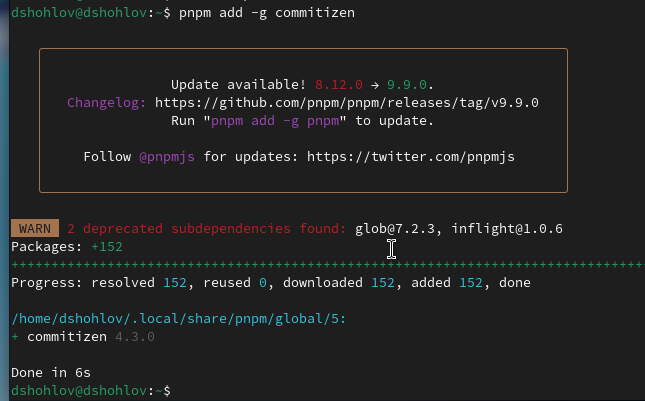 dshohlov@dshohlov:~$ pnpm add -g commitizen
Update available! 8.12.0 → 9.9.0.
Changelog: https://github.com/pnpm/pnpm/releases/tag/v9.9.0
Run "pnpm add -g pnpm" to update.
Follow @pnpmjs for updates: https://twitter.com/pnpmjs
WARN 2 deprecated subdependencies found: glob@7.2.3, inflight@1.0.6
Packages: +152
++++++++++++++++++++++++++++++++++++++++++++++++++++++++++++++++++++++++++++++++
Progress: resolved 152, reused 0, downloaded 152, added 152, done
/home/dshohlov/.local/share/pnpm/global/5:
+ commitizen 4.3.0
Done in 6s
dshohlov@dshohlov:~$